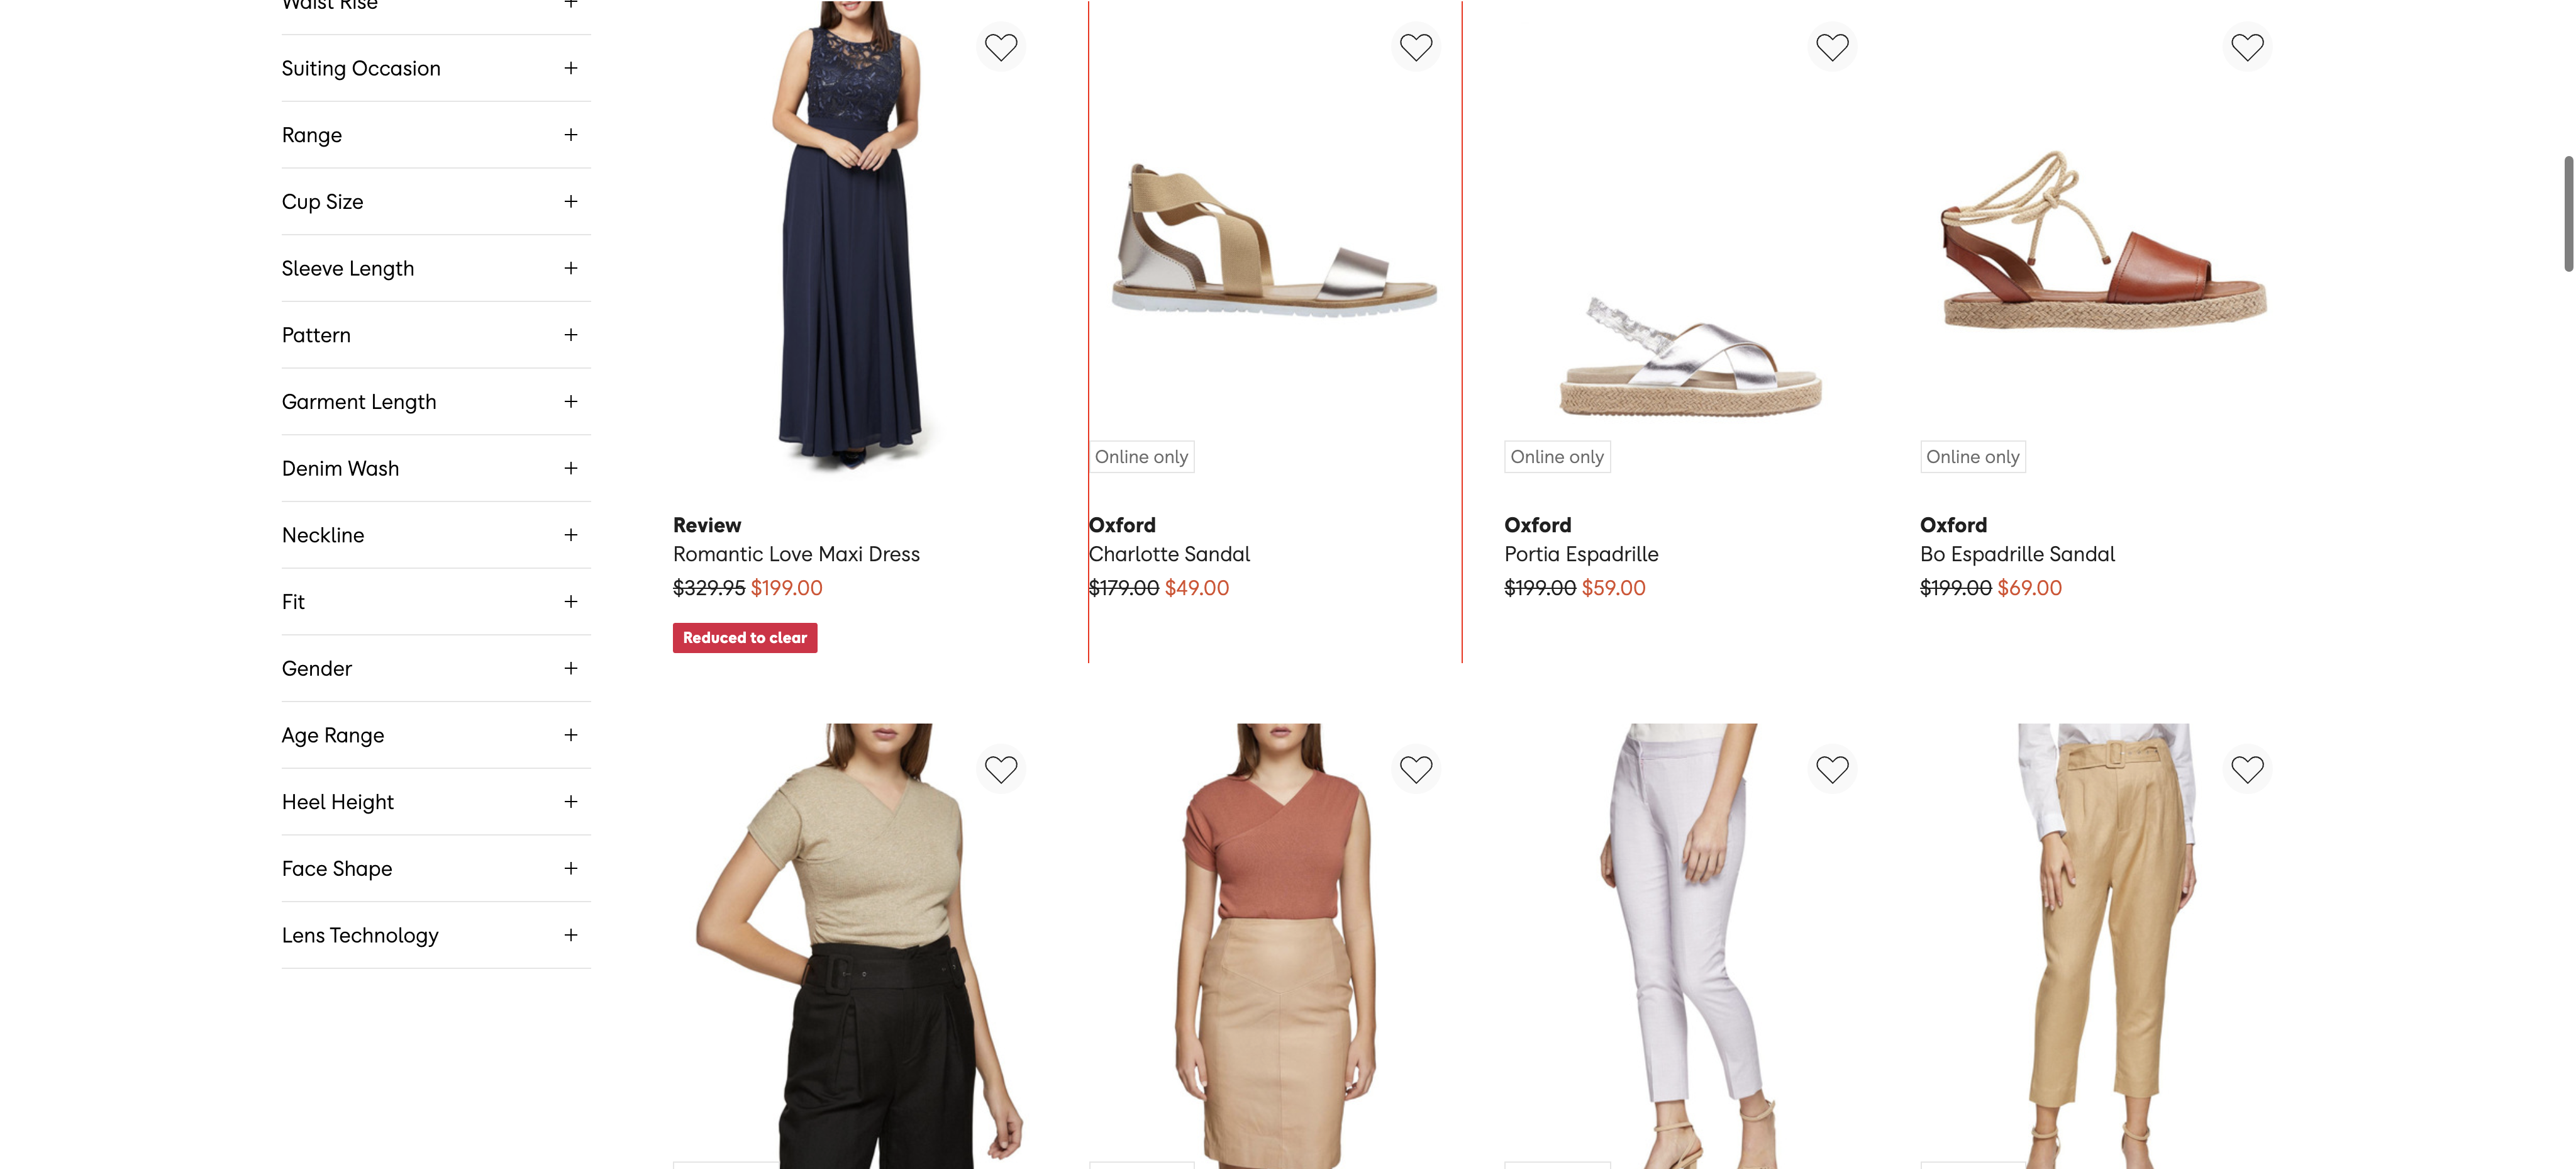 Waist Rise
Suiting Occasion
Range
Cup Size
Sleeve Length
Pattern
Garment Length
Denim Wash
Neckline
Fit
Gender
Age Range
Heel Height
Face Shape
Lens Technology
Review
Romantic Love Maxi Dress
$329.95 $199.00
Reduced to clear
Online only
Oxford
Charlotte Sandal
$179.00 $49.00
Online only
Oxford
Portia Espadrille
$199.00 $59.00
Online only
Oxford
Bo Espadrille Sandal
$199.00 $69.00